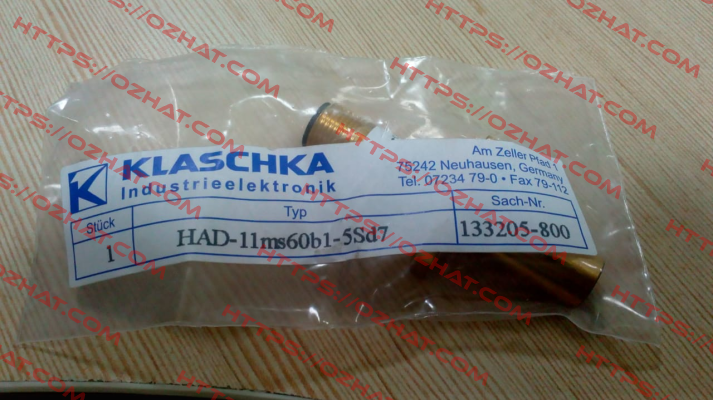 KLASCHKA
Industrieelektronik
Am Zeller Pfad 1
75242 Neuhausen, Germany
Tel. 07234 79-0 • Fax 79-112
Stück
Typ
Sach-Nr.
1
HAD-11ms60b1-5Sd7
133205-800
HTTPS://OZHAT.COM